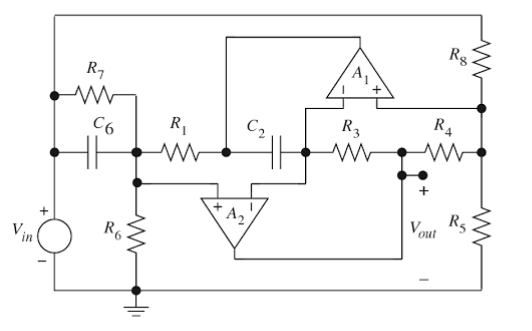 R8
R7
A1
− +
C6
R1
C2
R3
R4
+
+ −
A2
+
Vin
−
R6
Vout
R5
−